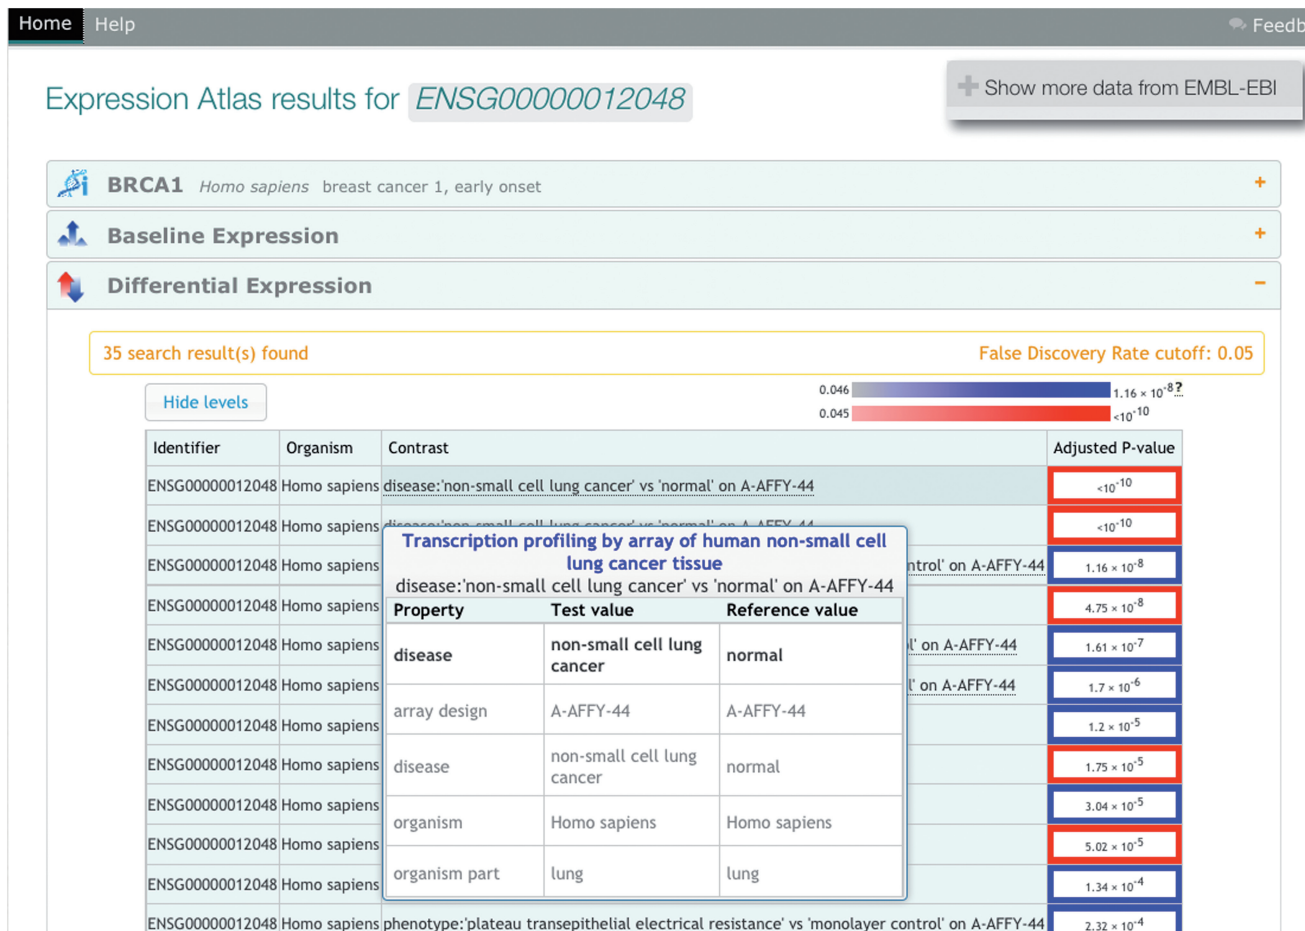 Home Help Feedb
Expression Atlas results for ENSG00000012048
+ Show more data from EMBL-EBI
BRCA1 Homo sapiens breast cancer 1, early onset +
Baseline Expression +
Differential Expression −
35 search result(s) found False Discovery Rate cutoff: 0.05
Hide levels
0.046 1.16 × 10⁻⁸ ?
0.045 <10⁻¹⁰
Identifier Organism Contrast Adjusted P-value
ENSG00000012048 Homo sapiens disease:'non-small cell lung cancer' vs 'normal' on A-AFFY-44 <10⁻¹⁰
ENSG00000012048 Homo sapiens disease:'non-small cell lung cancer' vs 'normal' on A-AFFY-44 <10⁻¹⁰
ENSG00000012048 Homo sapiens ntrol' on A-AFFY-44 1.16 × 10⁻⁸
ENSG00000012048 Homo sapiens 4.75 × 10⁻⁸
ENSG00000012048 Homo sapiens l' on A-AFFY-44 1.61 × 10⁻⁷
ENSG00000012048 Homo sapiens l' on A-AFFY-44 1.7 × 10⁻⁶
ENSG00000012048 Homo sapiens 1.2 × 10⁻⁵
ENSG00000012048 Homo sapiens 1.75 × 10⁻⁵
ENSG00000012048 Homo sapiens 3.04 × 10⁻⁵
ENSG00000012048 Homo sapiens 5.02 × 10⁻⁵
ENSG00000012048 Homo sapiens 1.34 × 10⁻⁴
ENSG00000012048 Homo sapiens phenotype:'plateau transepithelial electrical resistance' vs 'monolayer control' on A-AFFY-44 2.32 × 10⁻⁴
Transcription profiling by array of human non-small cell
lung cancer tissue
disease:'non-small cell lung cancer' vs 'normal' on A-AFFY-44
Property Test value Reference value
disease non-small cell lung normal
cancer
array design A-AFFY-44 A-AFFY-44
disease non-small cell lung normal
cancer
organism Homo sapiens Homo sapiens
organism part lung lung